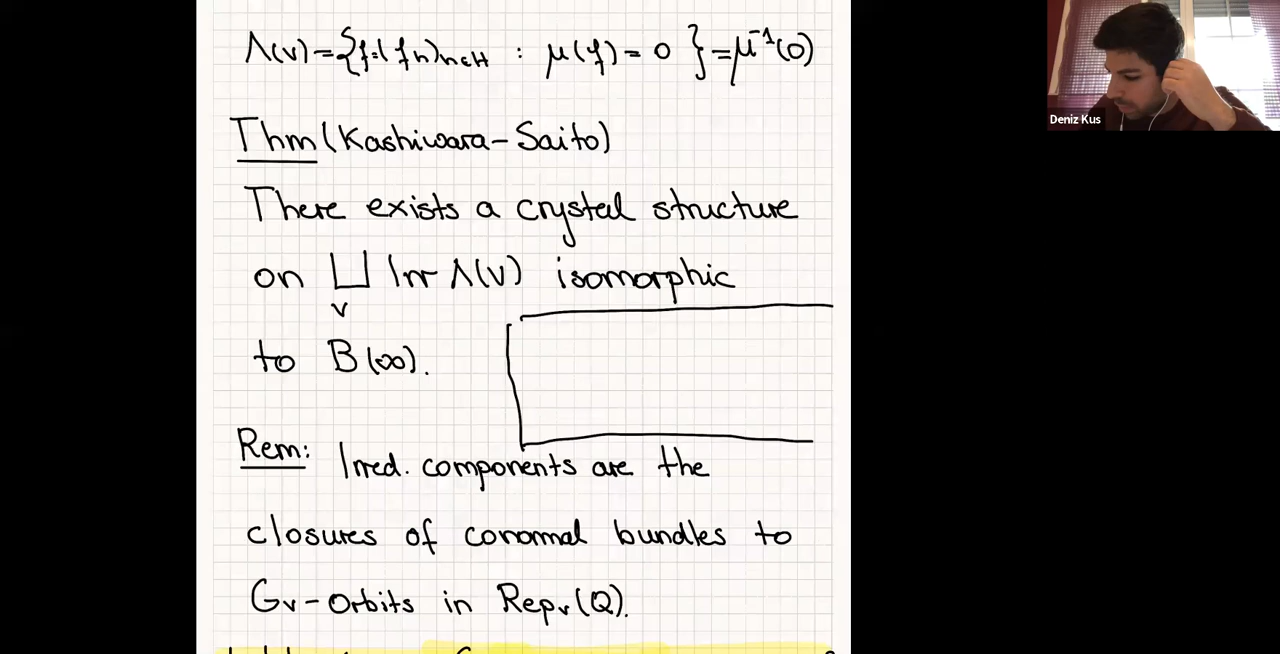 Λ(v)={f=(fh)h∈H : μ(f)=0}=μ⁻¹(0)
Deniz Kus
Thm (Kashiwara-Saito)
There exists a crystal structure
on ⊔ Irr Λ(v) isomorphic
v
to B(∞).
Rem: Irred. components are the
closures of conormal bundles to
Gv-Orbits in Repv(Q).